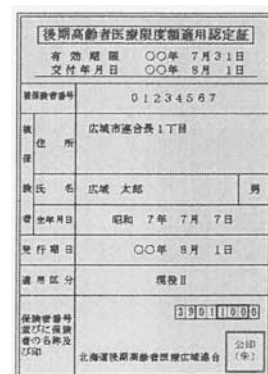 後期高齢者医療限度額適用認定証
有効期限 〇〇年 7月31日
交付年月日 〇〇年 8月 1日
被保険者番号 01234567
被保険者
住所 広域市連合長1丁目
氏名 広域 太郎 男
生年月日 昭和 7年 7月 7日
発行期日 〇〇年 8月 1日
適用区分 現役Ⅱ
保険者番号並びに保険者の名称及び印
39011000
北海道後期高齢者医療広域連合
公印
(朱)